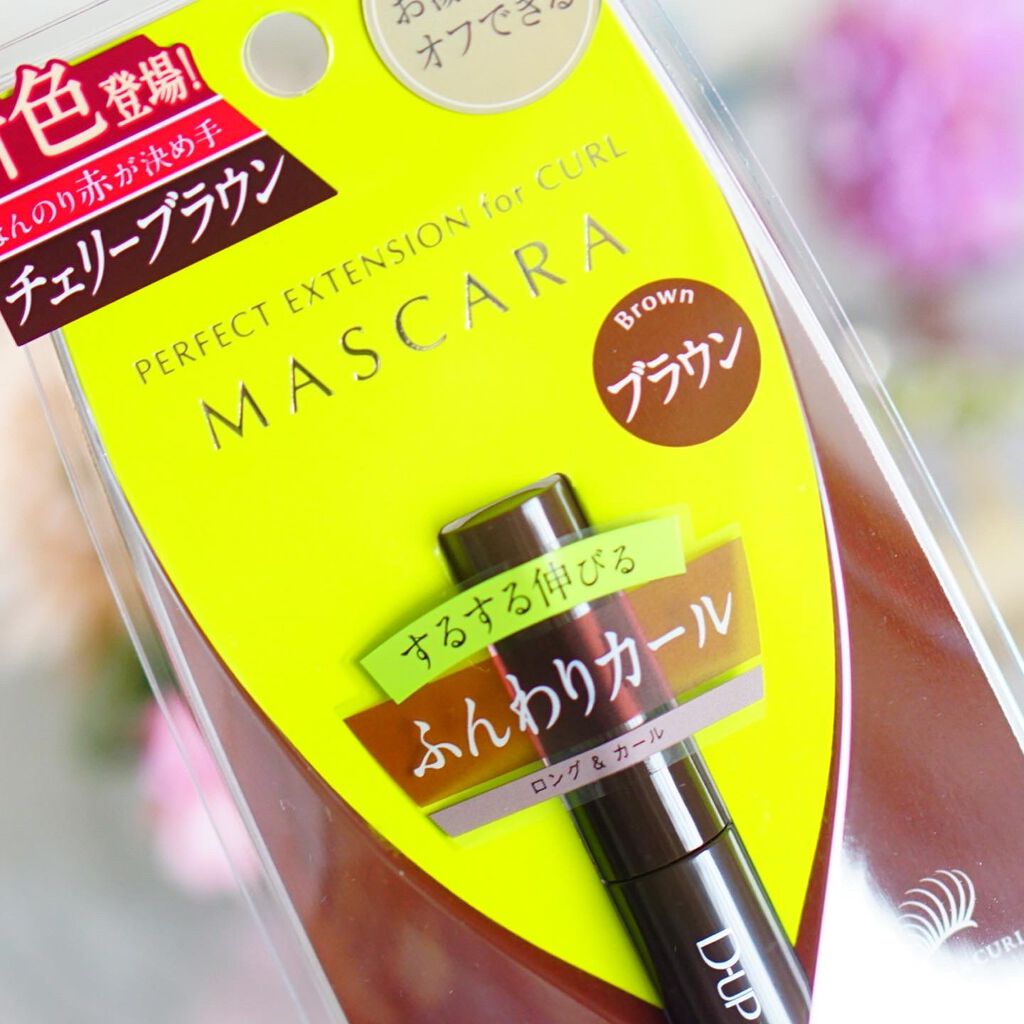 オフできる
色登場!
んのり赤が決め手
チェリーブラウン
PERFECT EXTENSION for CURL
MASCARA
Brown
ブラウン
するする伸びる
ふんわりカール
ロング & カール
D-UP
CURL